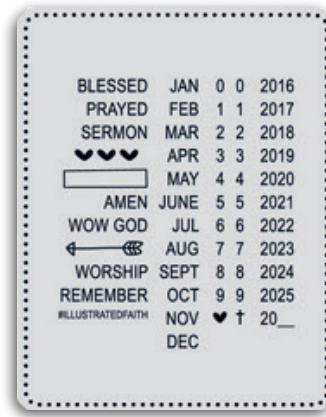 BLESSED JAN 0 0 2016
PRAYED FEB 1 1 2017
SERMON MAR 2 2 2018
APR 3 3 2019
MAY 4 4 2020
AMEN JUNE 5 5 2021
WOW GOD JUL 6 6 2022
AUG 7 7 2023
WORSHIP SEPT 8 8 2024
REMEMBER OCT 9 9 2025
#ILLUSTRATEDFAITH NOV 20__
DEC